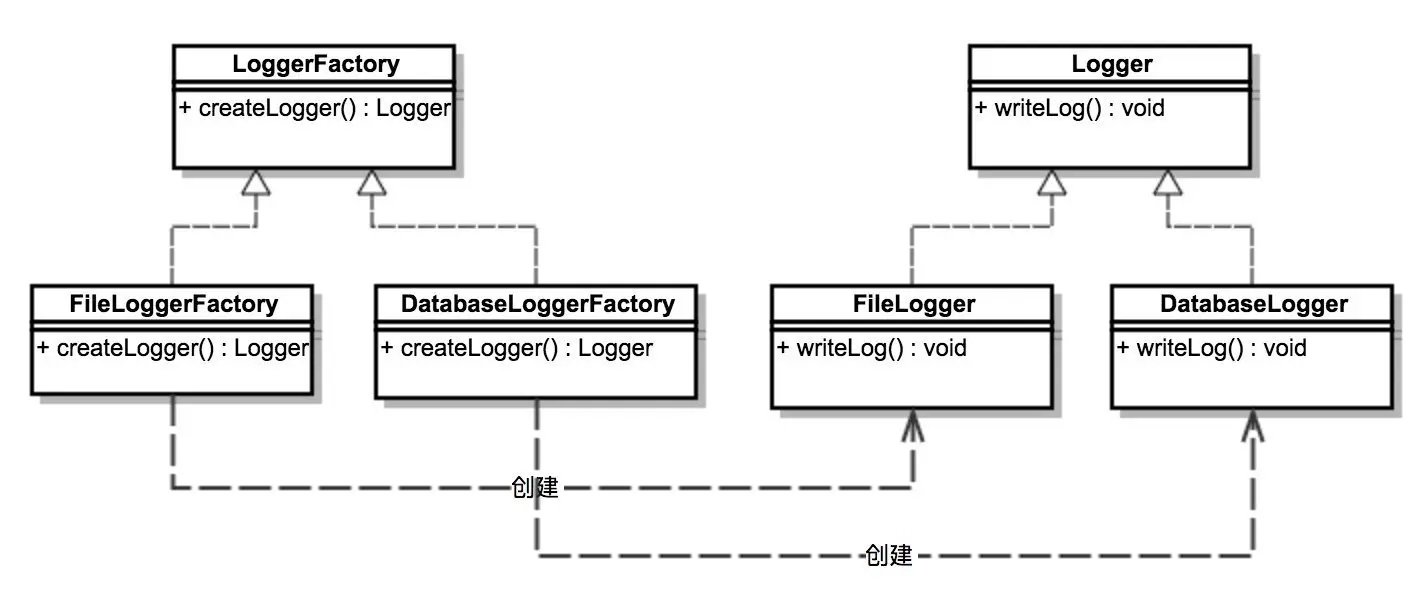 LoggerFactory
+ createLogger() : Logger
Logger
+ writeLog() : void
FileLoggerFactory
+ createLogger() : Logger
DatabaseLoggerFactory
+ createLogger() : Logger
FileLogger
+ writeLog() : void
DatabaseLogger
+ writeLog() : void
创建
创建